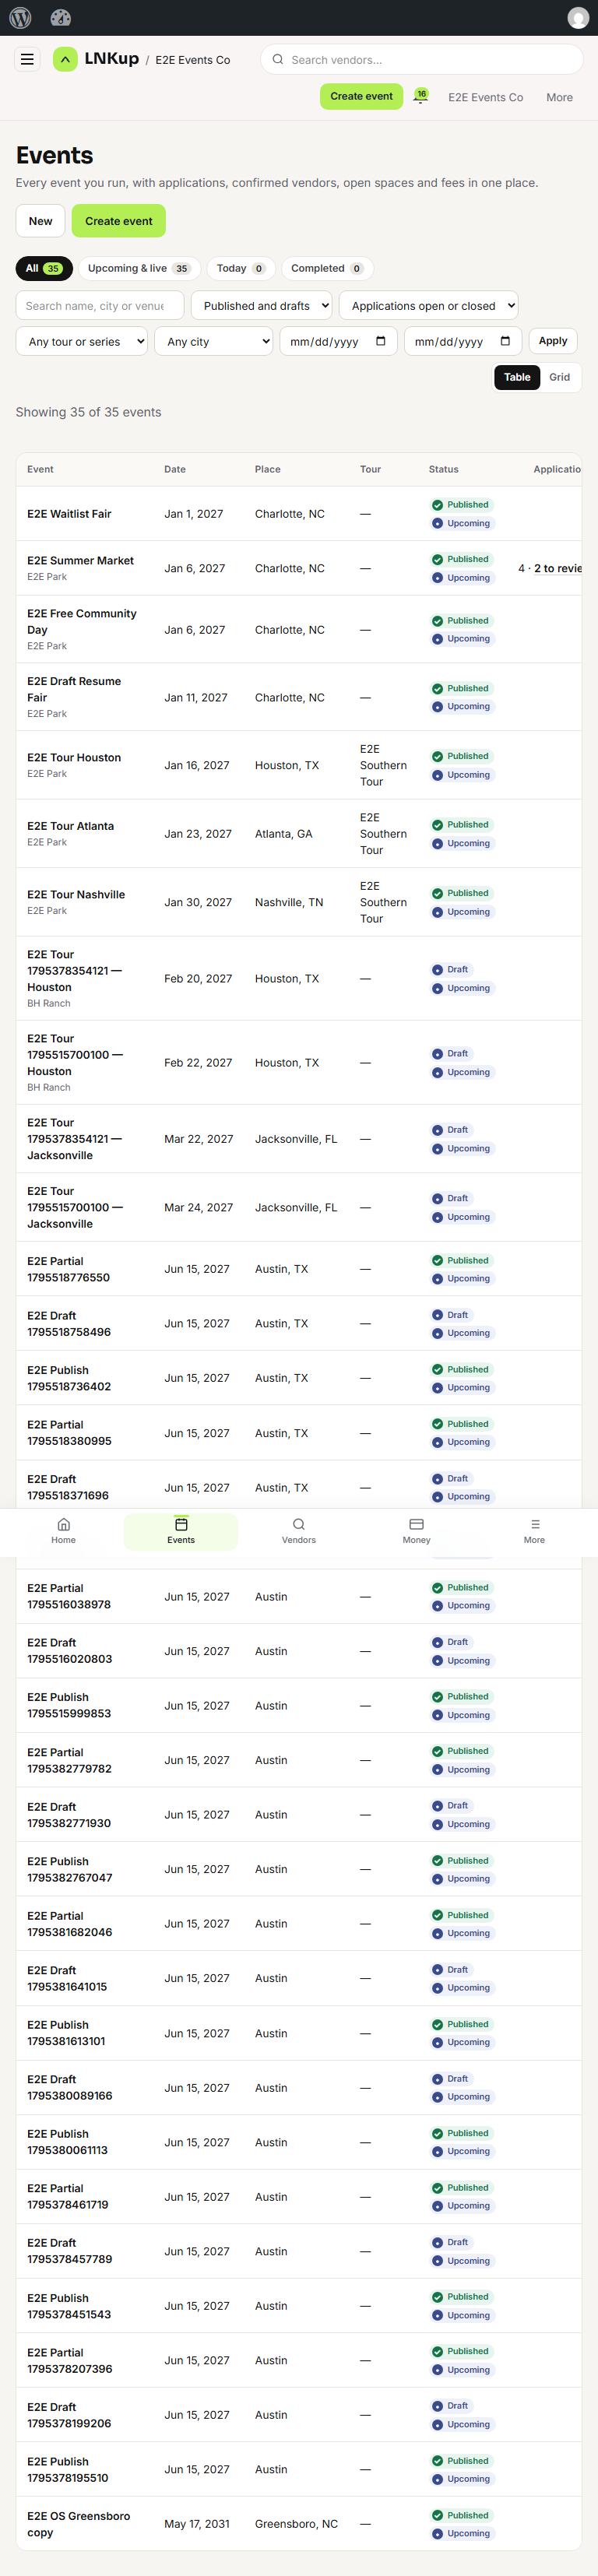 LNKup / E2E Events Co
Search vendors...
Create event
16
E2E Events Co
More
Events
Every event you run, with applications, confirmed vendors, open spaces and fees in one place.
New
Create event
All 35
Upcoming & live 35
Today 0
Completed 0
Search name, city or venue
Published and drafts
Applications open or closed
Any tour or series
Any city
mm/dd/yyyy
mm/dd/yyyy
Apply
Table
Grid
Showing 35 of 35 events
Event Date Place Tour Status Applicatio
E2E Waitlist Fair Jan 1, 2027 Charlotte, NC — Published Upcoming
E2E Summer Market E2E Park Jan 6, 2027 Charlotte, NC — Published Upcoming 4 · 2 to revie
E2E Free Community Day E2E Park Jan 6, 2027 Charlotte, NC — Published Upcoming
E2E Draft Resume Fair E2E Park Jan 11, 2027 Charlotte, NC — Published Upcoming
E2E Tour Houston E2E Park Jan 16, 2027 Houston, TX E2E Southern Tour Published Upcoming
E2E Tour Atlanta E2E Park Jan 23, 2027 Atlanta, GA E2E Southern Tour Published Upcoming
E2E Tour Nashville E2E Park Jan 30, 2027 Nashville, TN E2E Southern Tour Published Upcoming
E2E Tour 1795378354121 — Houston BH Ranch Feb 20, 2027 Houston, TX — Draft Upcoming
E2E Tour 1795515700100 — Houston BH Ranch Feb 22, 2027 Houston, TX — Draft Upcoming
E2E Tour 1795378354121 — Jacksonville Mar 22, 2027 Jacksonville, FL — Draft Upcoming
E2E Tour 1795515700100 — Jacksonville Mar 24, 2027 Jacksonville, FL — Draft Upcoming
E2E Partial 1795518776550 Jun 15, 2027 Austin, TX — Published Upcoming
E2E Draft 1795518758496 Jun 15, 2027 Austin, TX — Draft Upcoming
E2E Publish 1795518736402 Jun 15, 2027 Austin, TX — Published Upcoming
E2E Partial 1795518380995 Jun 15, 2027 Austin, TX — Published Upcoming
E2E Draft 1795518371696 Jun 15, 2027 Austin, TX — Draft Upcoming
Home
Events
Vendors
Money
More
E2E Partial 1795516038978 Jun 15, 2027 Austin — Published Upcoming
E2E Draft 1795516020803 Jun 15, 2027 Austin — Draft Upcoming
E2E Publish 1795515999853 Jun 15, 2027 Austin — Published Upcoming
E2E Partial 1795382779782 Jun 15, 2027 Austin — Published Upcoming
E2E Draft 1795382771930 Jun 15, 2027 Austin — Draft Upcoming
E2E Publish 1795382767047 Jun 15, 2027 Austin — Published Upcoming
E2E Partial 1795381682046 Jun 15, 2027 Austin — Published Upcoming
E2E Draft 1795381641015 Jun 15, 2027 Austin — Draft Upcoming
E2E Publish 1795381613101 Jun 15, 2027 Austin — Published Upcoming
E2E Draft 1795380089166 Jun 15, 2027 Austin — Draft Upcoming
E2E Publish 1795380061113 Jun 15, 2027 Austin — Published Upcoming
E2E Partial 1795378461719 Jun 15, 2027 Austin — Published Upcoming
E2E Draft 1795378457789 Jun 15, 2027 Austin — Draft Upcoming
E2E Publish 1795378451543 Jun 15, 2027 Austin — Published Upcoming
E2E Partial 1795378207396 Jun 15, 2027 Austin — Published Upcoming
E2E Draft 1795378199206 Jun 15, 2027 Austin — Draft Upcoming
E2E Publish 1795378195510 Jun 15, 2027 Austin — Published Upcoming
E2E OS Greensboro copy May 17, 2031 Greensboro, NC — Published Upcoming